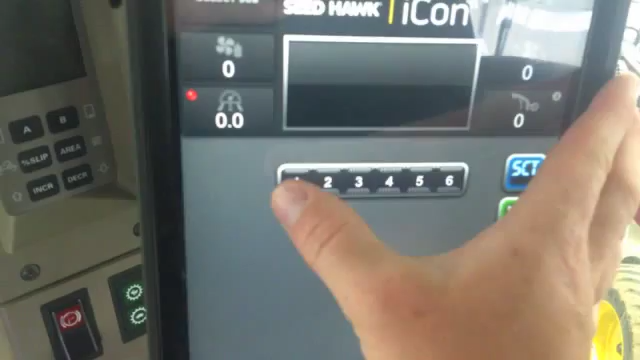 SEED HAWK | iCon
0
0
0.0
0
1 2 3 4 5 6
SCT
A B
%SLIP AREA
INCR DECR